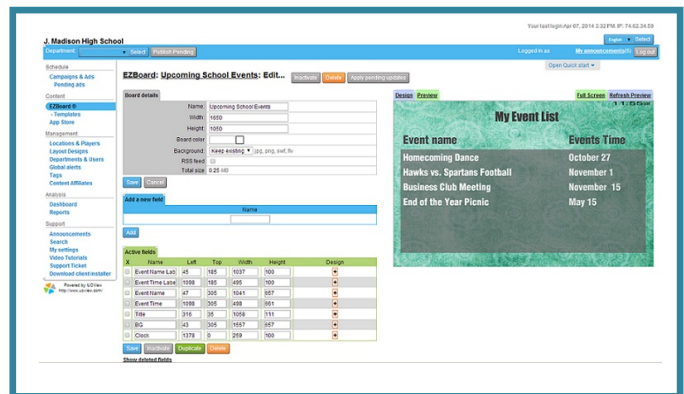 Your last login Apr 07, 2014 3:32 PM, IP: 74.62.34.59
J. Madison High School
English Select
Department Select Publish Pending
Logged in as My announcements(0) Log out
Open Quick start
Schedule
Campaigns & Ads
Pending ads
Content
EZBoard ®
- Templates
App Store
Management
Locations & Players
Layout Designs
Departments & Users
Global alerts
Tags
Content Affiliates
Analysis
Dashboard
Reports
Support
Announcements
Search
My settings
Video Tutorials
Support Ticket
Download client installer
Powered by UCView
http://www.ucview.com/
EZBoard: Upcoming School Events: Edit... Inactivate Delete Apply pending updates
Board details
Name Upcoming School Events
Width 1650
Height 1050
Board color
Background: Keep existing jpg, png, swf, flv
RSS feed
Total size 0.25 MB
Save Cancel
Add a new field
Name
Add
Active fields
X Name Left Top Width Height Design
Event Name Lab 45 185 1037 100
Event Time Labe 1098 185 495 100
Event Name 47 305 1041 657
Event Time 1098 305 498 661
Title 316 35 1058 111
BG 43 305 1557 657
Clock 1378 0 259 100
Save Inactivate Duplicate Delete
Show deleted fields
Design Preview
Full Screen Refresh Preview
My Event List
Event name Events Time
Homecoming Dance October 27
Hawks vs. Spartans Football November 1
Business Club Meeting November 15
End of the Year Picnic May 15